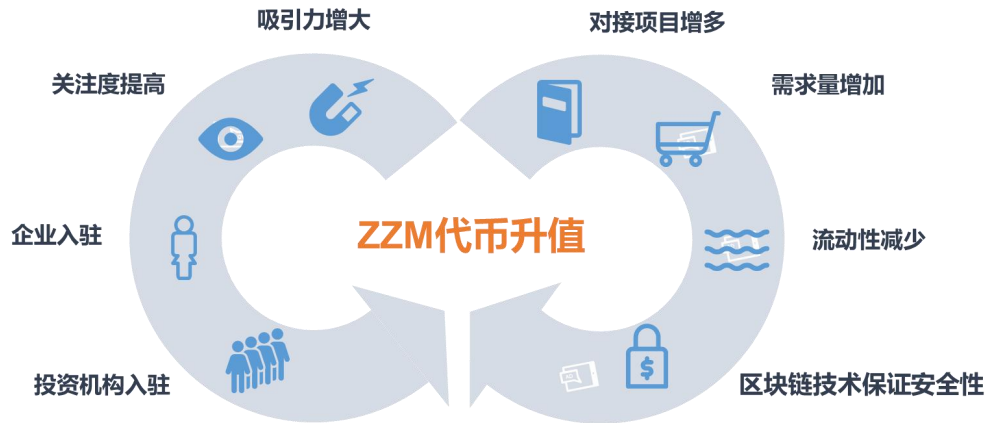 吸引力增大
对接项目增多
关注度提高
需求量增加
企业入驻
ZZM代币升值
流动性减少
投资机构入驻
区块链技术保证安全性